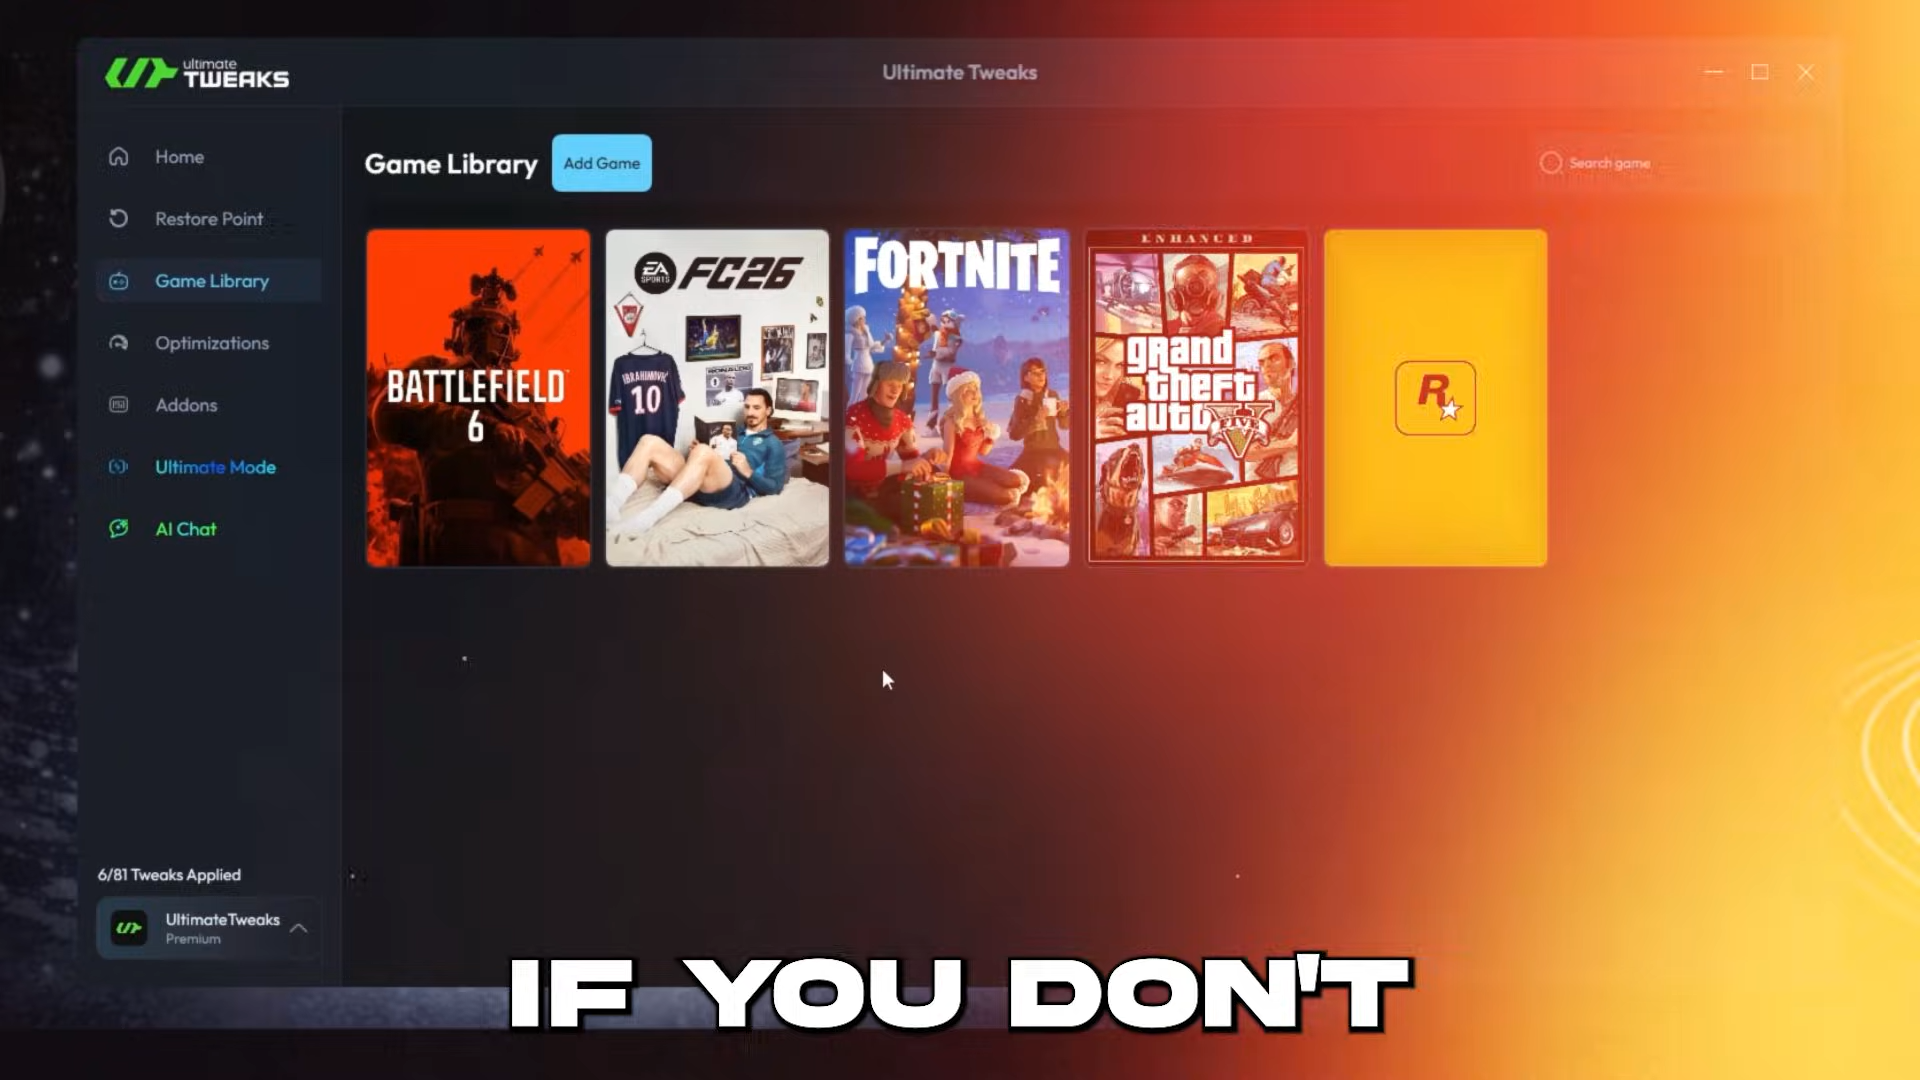 ultimate
TWEAKS
Ultimate Tweaks
Home
Restore Point
Game Library
Optimizations
Addons
Ultimate Mode
AI Chat
6/81 Tweaks Applied
UltimateTweaks
Premium
Game Library
Add Game
Search game
BATTLEFIELD
6
EA
SPORTS
FC26
IBRAHIMOVIĆ
10
RONALDO
FORTNITE
ENHANCED
grand
theft
auto
FIVE
V
R
IF YOU DON'T